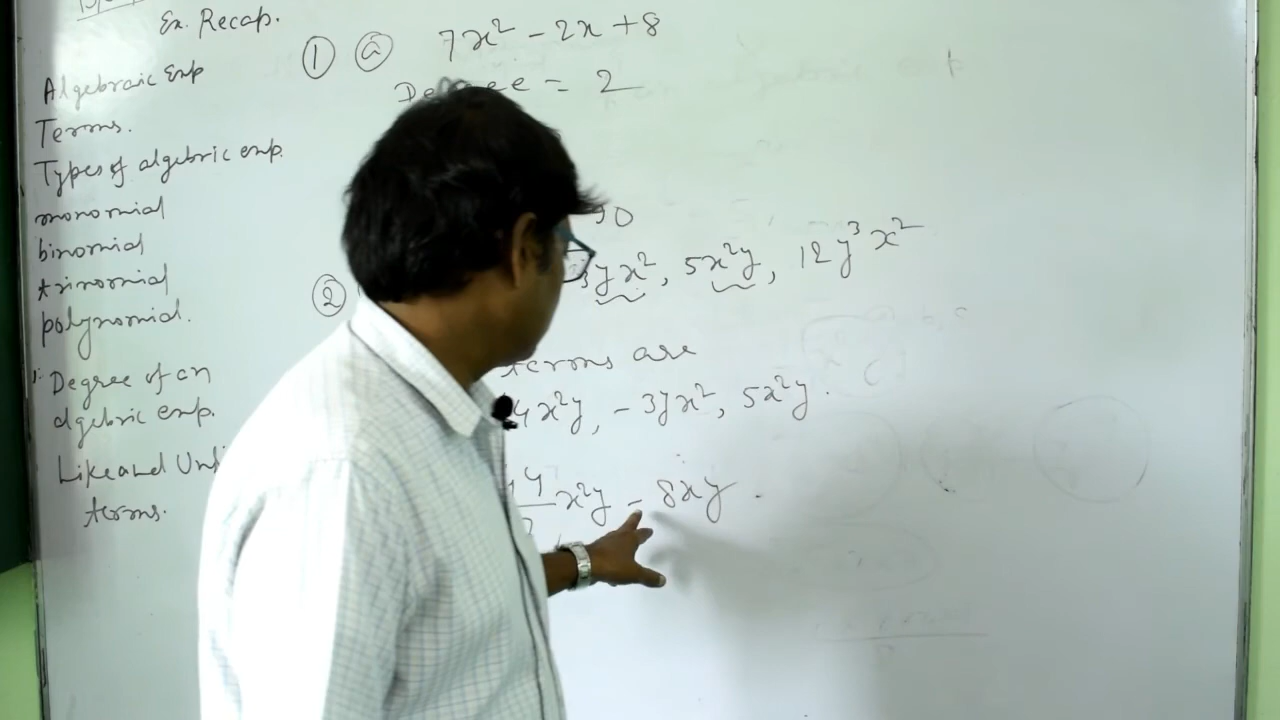 Ex. Recap.
Algebraic Exp
Terms.
Types of algebric exp.
monomial
binomial
trinomial
polynomial.
Degree of an
algebric exp.
Like and
terms.
① ⓐ 7x² - 2x + 8
Degree = 2
②
3yx², 5x²y, 12y³x²
terms are
4x²y, -3yx², 5x²y.
x²y - 8xy.